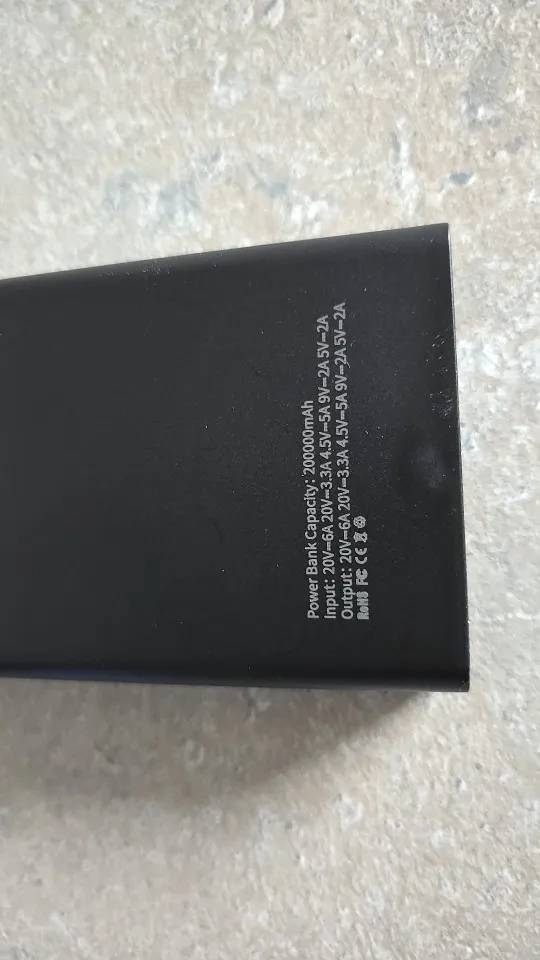 Power Bank Capacity: 200000mAh
Input: 20V=6A 20V=3.3A 4.5V=5A 9V=2A 5V=2A
Output: 20V=6A 20V=3.3A 4.5V=5A 9V=2A 5V=2A
RoHS FC CE